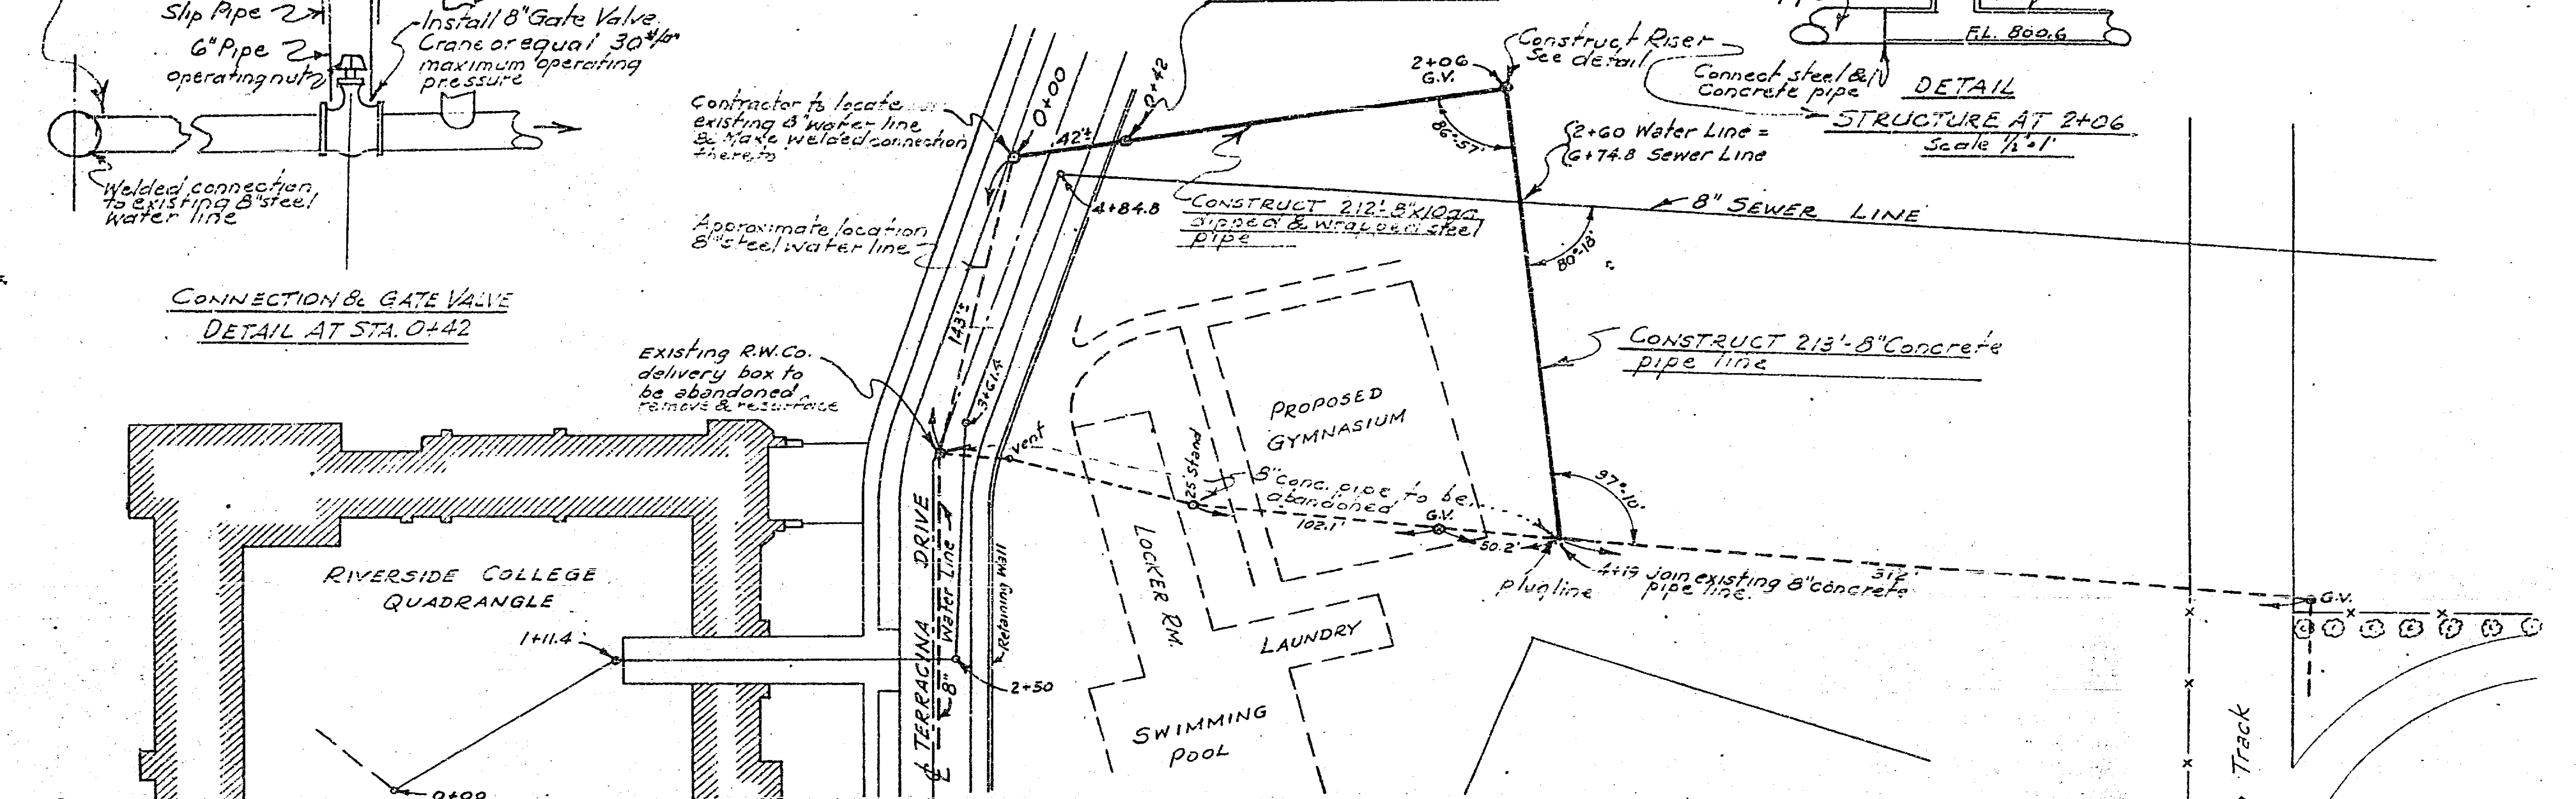 Slip Pipe
6" Pipe
operating nut
Install 8" Gate Valve
Crane or equal 30#/□"
maximum operating
pressure
Welded connection
to existing 8" steel
water line
CONNECTION & GATE VALVE
DETAIL AT STA. 0+42
Contractor to locate
existing 8" water line
& Make welded connection
thereto
Approximate location
8" steel water line
Existing R.W.Co.
delivery box to
be abandoned
remove & resurface
0+00
0+42
42'±
143'±
3+61.4
4+84.8
CONSTRUCT 212'-8"x10ga
dipped & wrapped steel
pipe
2+06
G.V.
Construct Riser
See detail
86°-57'
2+60 Water Line =
6+74.8 Sewer Line
Connect steel &
Concrete pipe
F.L. 800.6
DETAIL
STRUCTURE AT 2+06
Scale 1/2"=1'
8" SEWER LINE
80°-18'
CONSTRUCT 213'-8" Concrete
pipe line
PROPOSED
GYMNASIUM
vent
25' Stand
8" Conc. pipe to be
abandoned
102.1'
G.V.
50.2'
97°-10'
plug line
4+19 join existing 8" concrete
pipe line.
312'
G.V.
LOCKER RM.
LAUNDRY
SWIMMING
POOL
Retaining Wall
TERRACINA DRIVE
8" Water Line
2+50
RIVERSIDE COLLEGE
QUADRANGLE
1+11.4
Track